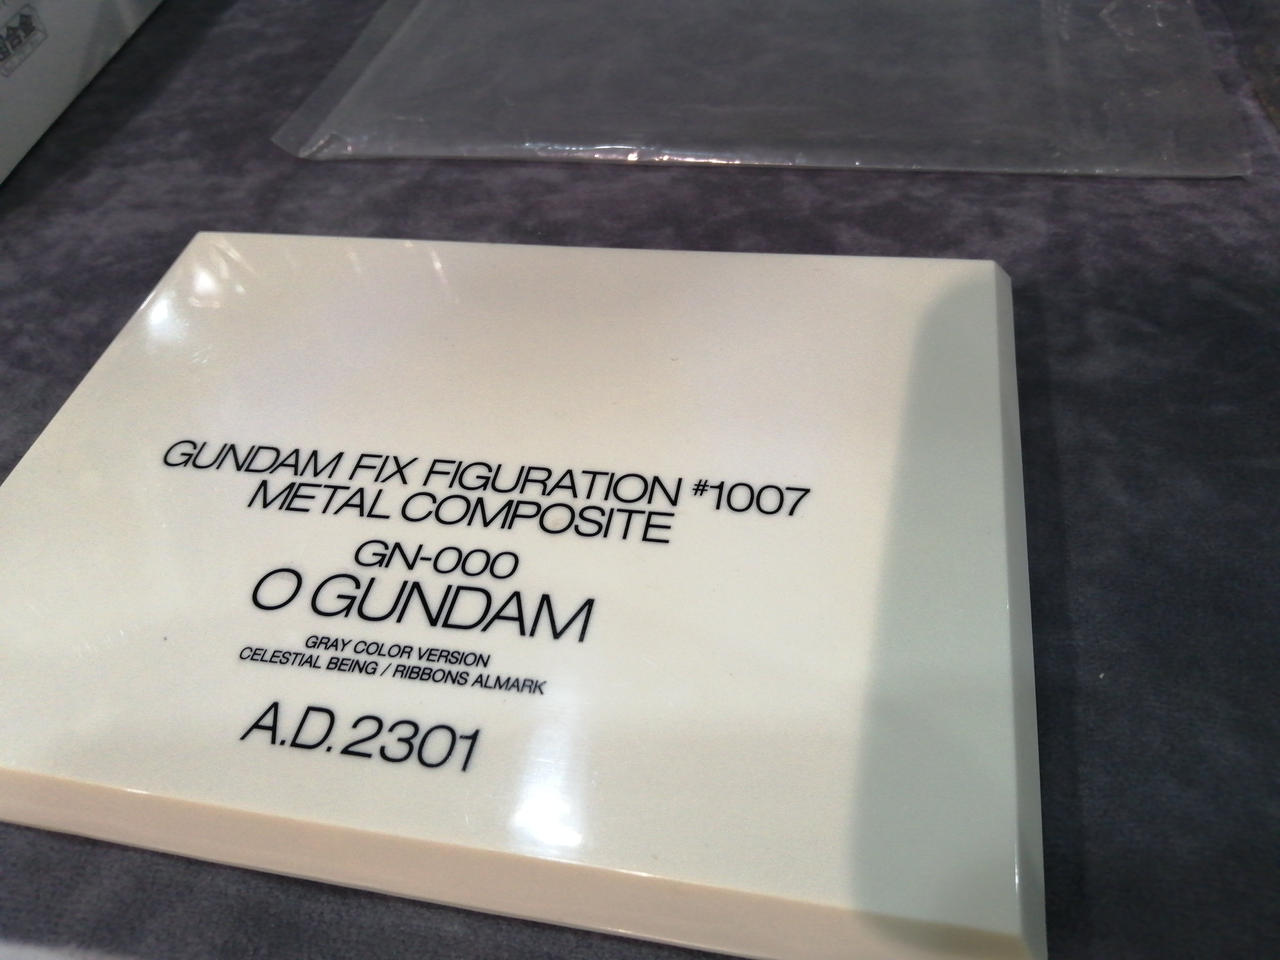 GUNDAM FIX FIGURATION #1007
METAL COMPOSITE
GN-000
O GUNDAM
GRAY COLOR VERSION
CELESTIAL BEING / RIBBONS ALMARK
A.D.2301